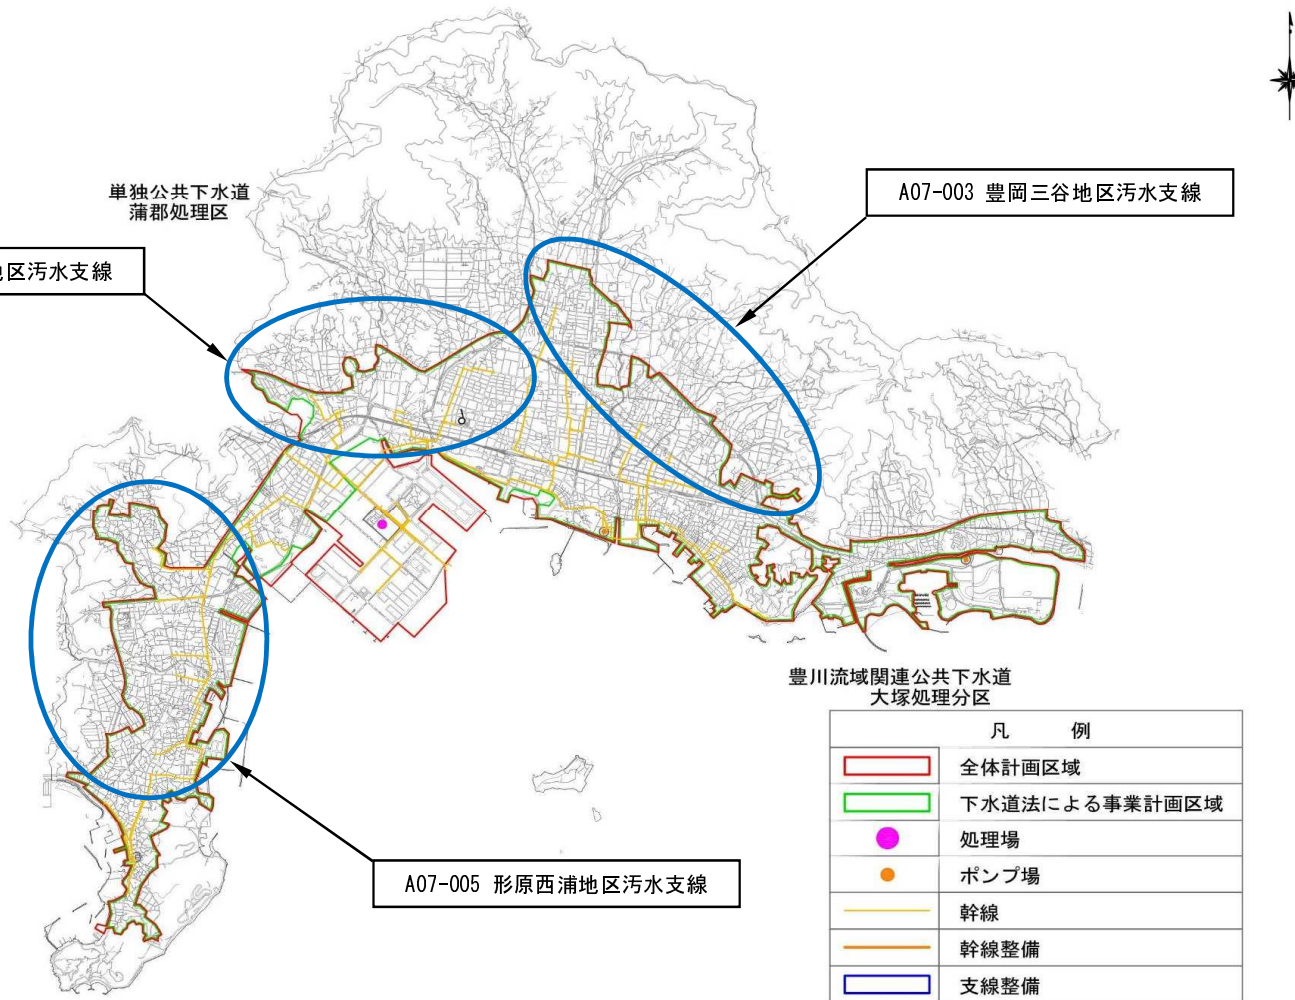 単独公共下水道
蒲郡処理区
A07-003 豊岡三谷地区汚水支線
区汚水支線
A07-005 形原西浦地区汚水支線
豊川流域関連公共下水道
大塚処理分区
凡 例
全体計画区域
下水道法による事業計画区域
処理場
ポンプ場
幹線
幹線整備
支線整備